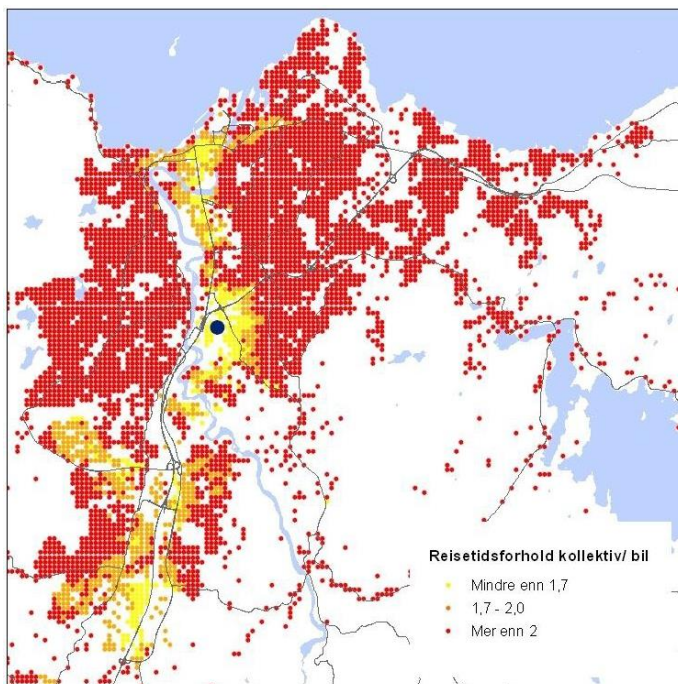 Reisetidsforhold kollektiv/ bil
Mindre enn 1,7
1,7 - 2,0
Mer enn 2